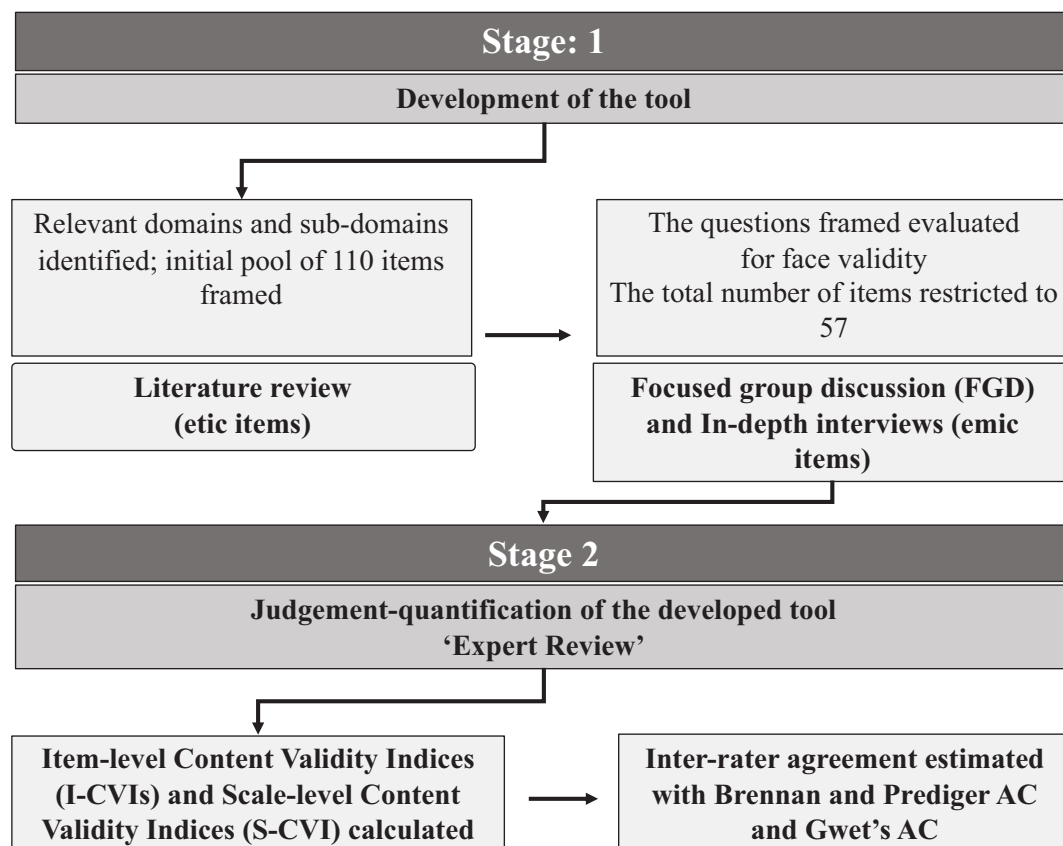 Stage: 1
Development of the tool
Relevant domains and sub-domains
identified; initial pool of 110 items
framed
Literature review
(etic items)
The questions framed evaluated
for face validity
The total number of items restricted to
57
Focused group discussion (FGD)
and In-depth interviews (emic
items)
Stage 2
Judgement-quantification of the developed tool
‘Expert Review’
Item-level Content Validity Indices
(I-CVIs) and Scale-level Content
Validity Indices (S-CVI) calculated
Inter-rater agreement estimated
with Brennan and Prediger AC
and Gwet’s AC